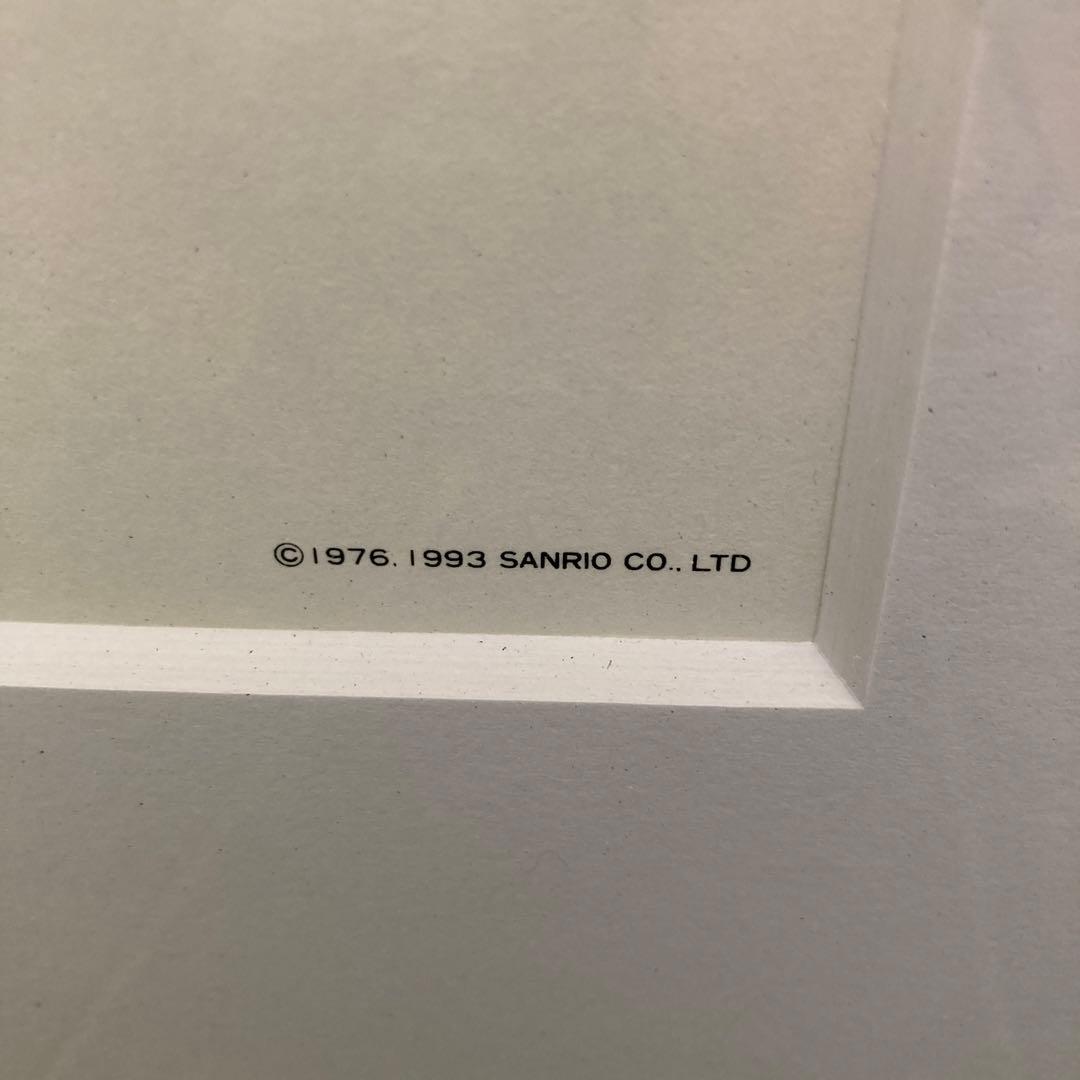 ©1976, 1993 SANRIO CO., LTD